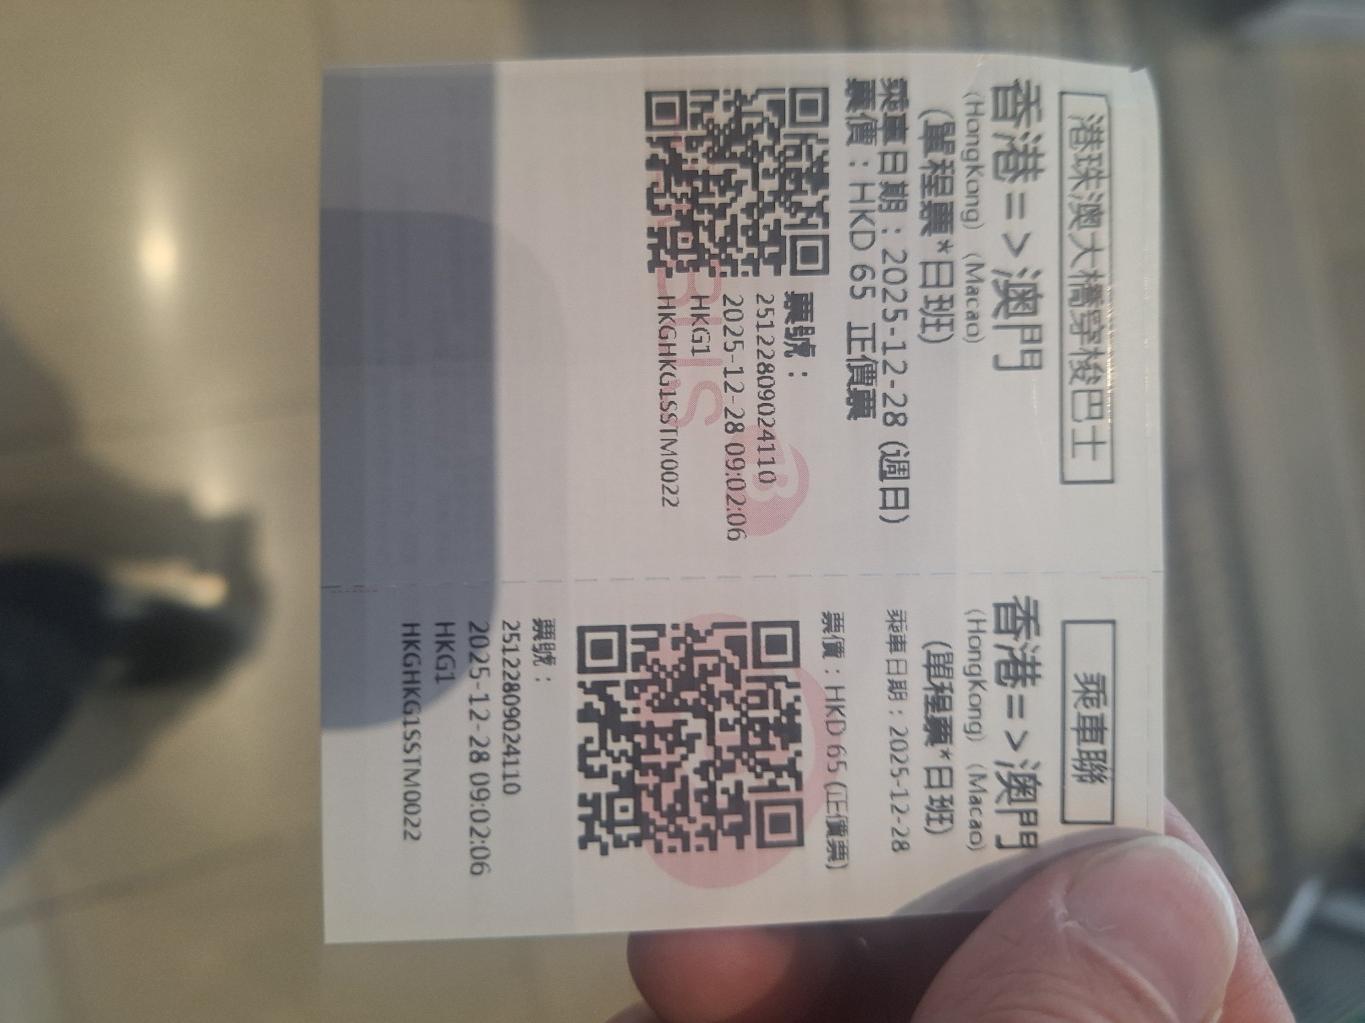 港珠澳大橋穿梭巴士
香港=>澳門
(HongKong) (Macao)
(單程票*日班)
乘車日期：2025-12-28 (週日)
票價：HKD 65 正價票
票號：
251228090241​10
2025-12-28 09:02:06
HKG1
HKGHKG1SSTM0022
BUS
乘車聯
香港=>澳門
(HongKong) (Macao)
(單程票*日班)
乘車日期：2025-12-28
票價：HKD 65 (正價票)
票號：
25122809024110
2025-12-28 09:02:06
HKG1
HKGHKG1SSTM0022